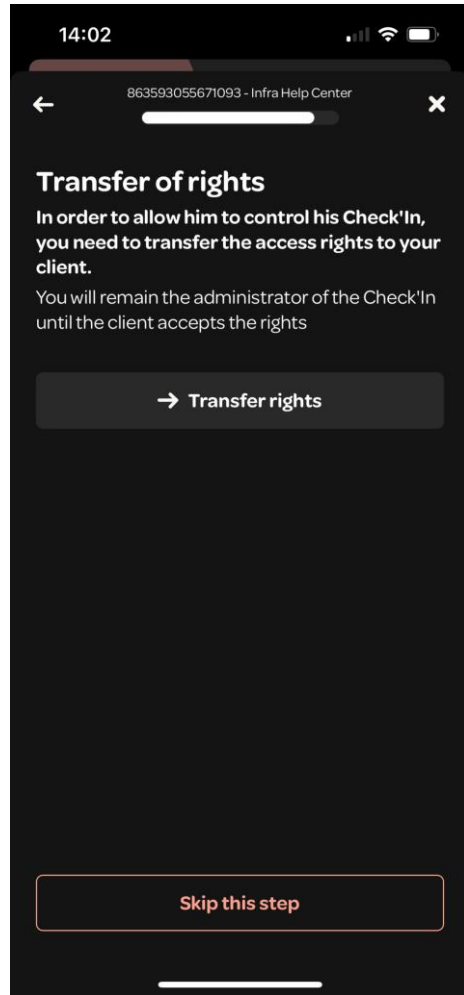 14:02
863593055671093 - Infra Help Center
Transfer of rights
In order to allow him to control his Check'In,
you need to transfer the access rights to your
client.
You will remain the administrator of the Check'In
until the client accepts the rights
→ Transfer rights
Skip this step